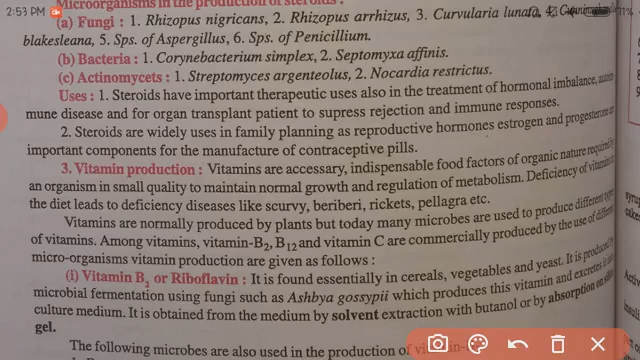 2:53 PM
Microorganisms in the production of steroids :
(a) Fungi : 1. Rhizopus nigricans, 2. Rhizopus arrhizus, 3. Curvularia lunata, 4.
blakesleana, 5. Sps. of Aspergillus, 6. Sps. of Penicillium.
(b) Bacteria : 1. Corynebacterium simplex, 2. Septomyxa affinis.
(c) Actinomycets : 1. Streptomyces argenteolus, 2. Nocardia restrictus.
Uses : 1. Steroids have important therapeutic uses also in the treatment of hormonal imbalance,
mune disease and for organ transplant patient to supress rejection and immune responses.
2. Steroids are widely uses in family planning as reproductive hormones estrogen and progesterone
important components for the manufacture of contraceptive pills.
3. Vitamin production : Vitamins are accessary, indispensable food factors of organic nature required by
an organism in small quality to maintain normal growth and regulation of metabolism. Deficiency of vitamins in
the diet leads to deficiency diseases like scurvy, beriberi, rickets, pellagra etc.
Vitamins are normally produced by plants but today many microbes are used to produce different types
of vitamins. Among vitamins, vitamin-B2, B12 and vitamin C are commercially produced by the use of different
micro-organisms vitamin production are given as follows :
(i) Vitamin B2 or Riboflavin : It is found essentially in cereals, vegetables and yeast. It is produced by
microbial fermentation using fungi such as Ashbya gossypii which produces this vitamin and excretes it
culture medium. It is obtained from the medium by solvent extraction with butanol or by absorption on
gel.
The following microbes are also used in the production of